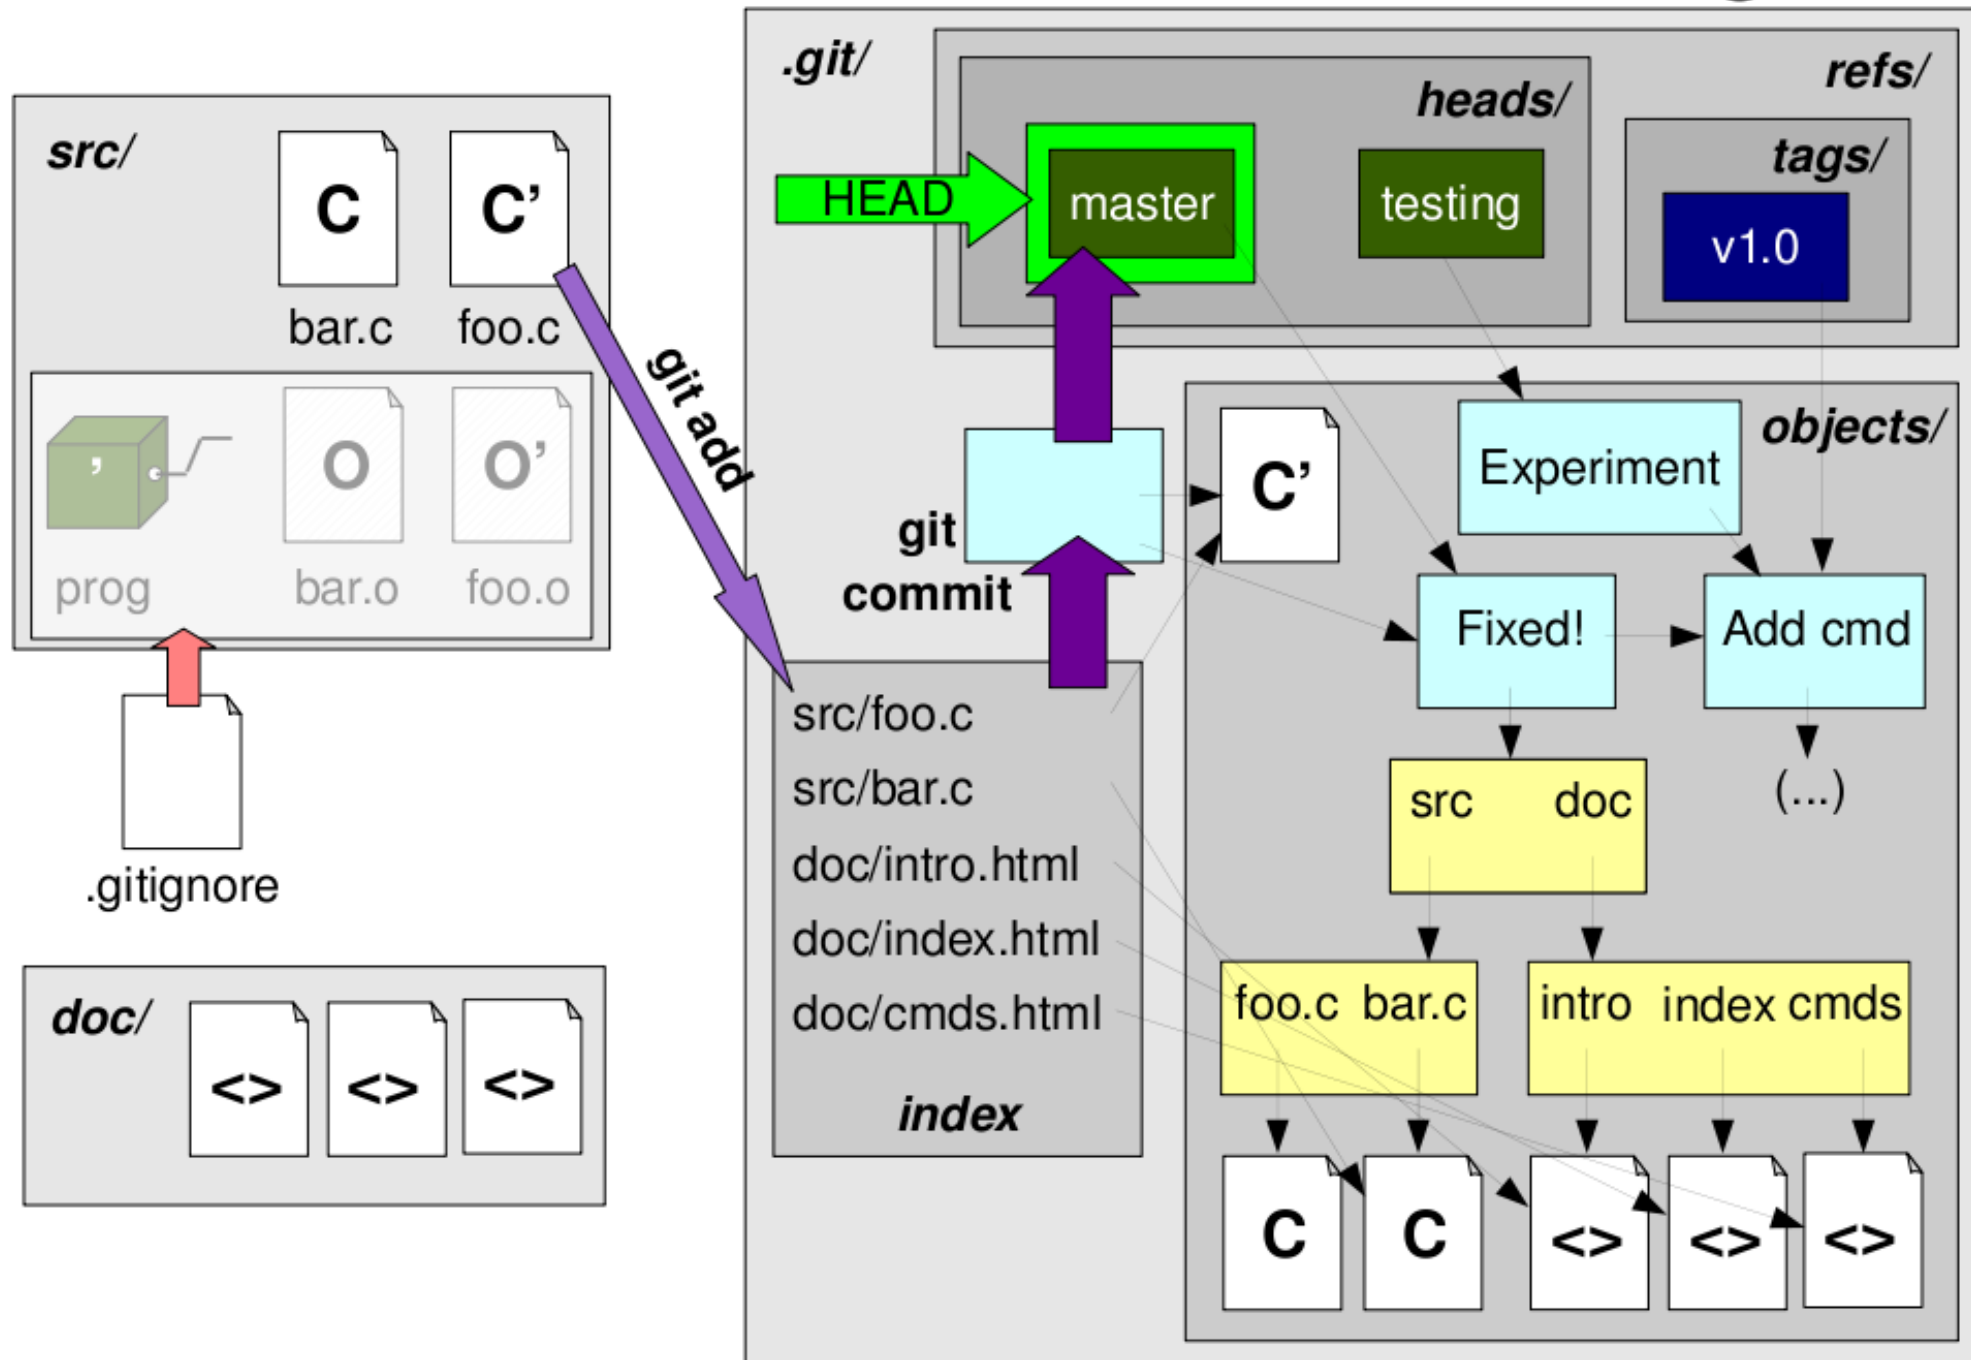 .git/
refs/
heads/
tags/
HEAD
master
testing
v1.0
src/
C
C’
bar.c
foo.c
’
O
O’
prog
bar.o
foo.o
.gitignore
doc/
<>
<>
<>
git add
git
commit
src/foo.c
src/bar.c
doc/intro.html
doc/index.html
doc/cmds.html
index
objects/
C’
Experiment
Fixed!
Add cmd
src doc
(...)
foo.c bar.c
intro index cmds
C
C
<>
<>
<>